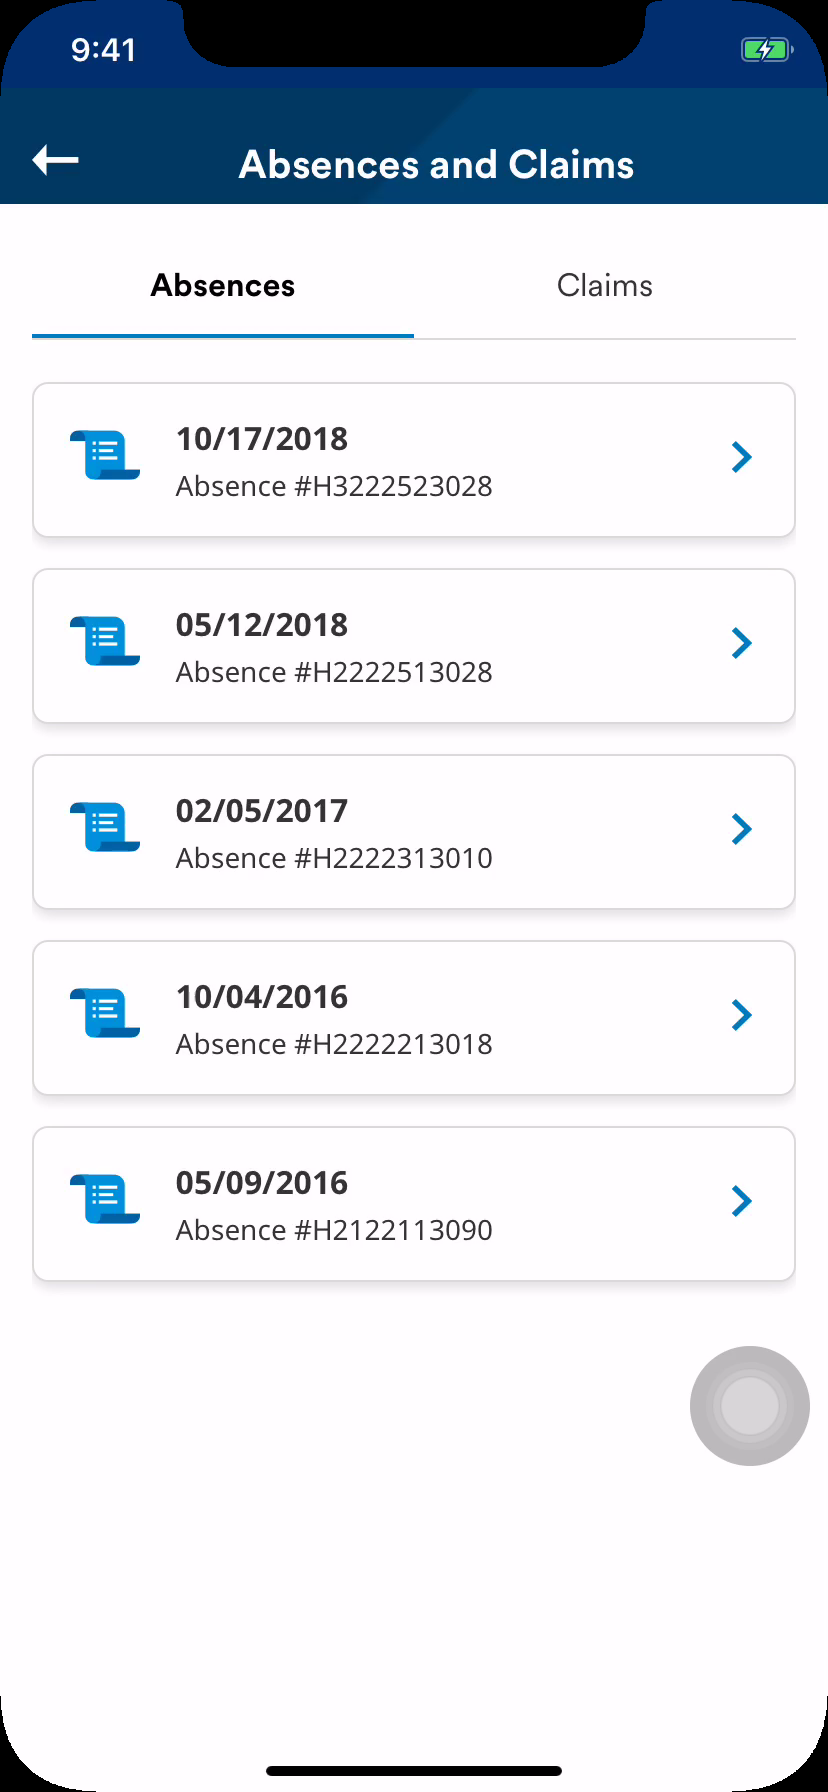 9:41
Absences and Claims
Absences
Claims
10/17/2018
Absence #H3222523028
05/12/2018
Absence #H2222513028
02/05/2017
Absence #H2222313010
10/04/2016
Absence #H2222213018
05/09/2016
Absence #H2122113090